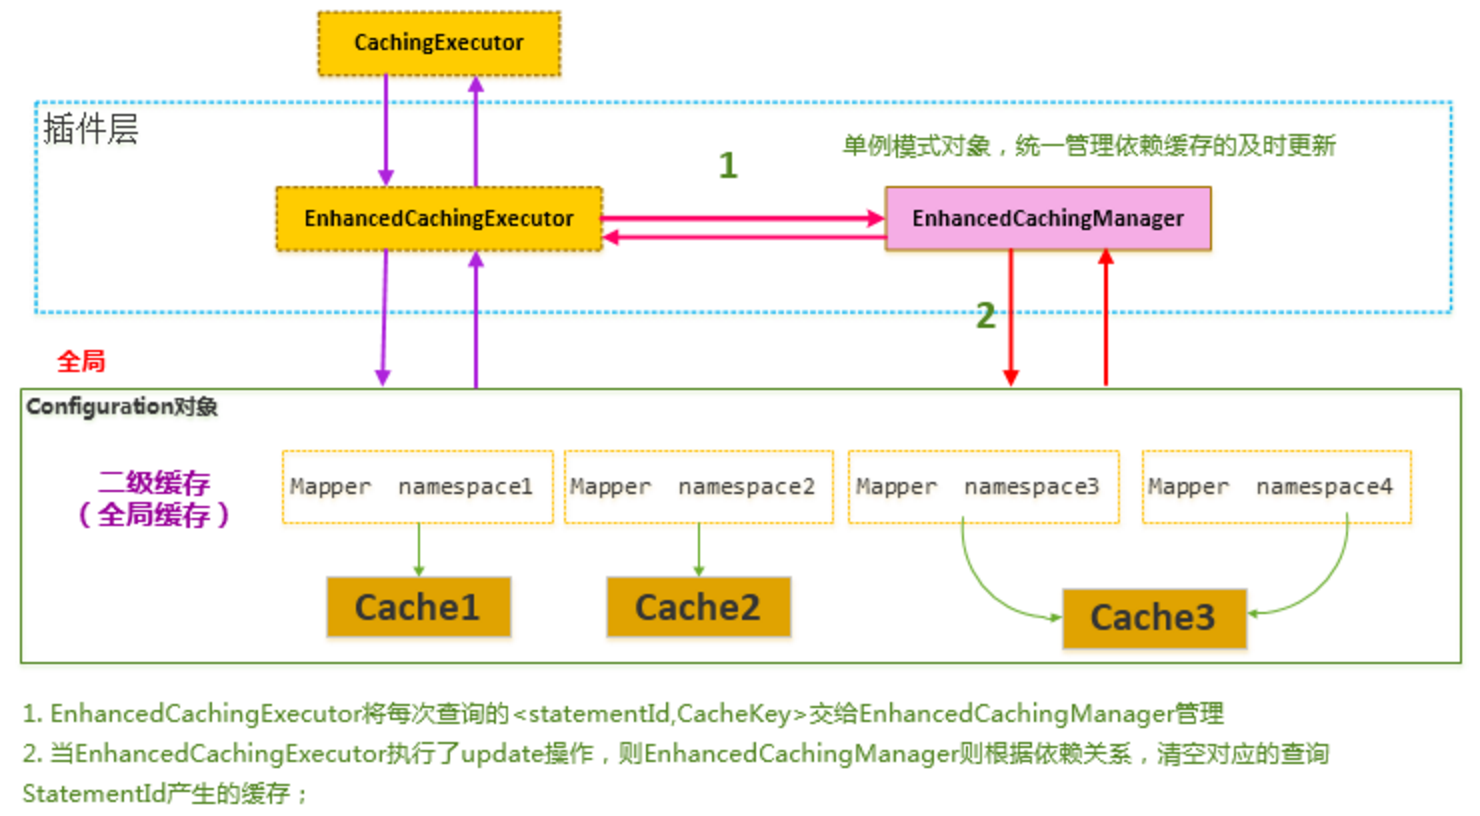 CachingExecutor
插件层
1
单例模式对象，统一管理依赖缓存的及时更新
EnhancedCachingExecutor
EnhancedCachingManager
2
全局
Configuration对象
二级缓存
（全局缓存）
Mapper namespace1
Mapper namespace2
Mapper namespace3
Mapper namespace4
Cache1
Cache2
Cache3
1. EnhancedCachingExecutor将每次查询的<statementId,CacheKey>交给EnhancedCachingManager管理
2. 当EnhancedCachingExecutor执行了update操作，则EnhancedCachingManager则根据依赖关系，清空对应的查询
StatementId产生的缓存；